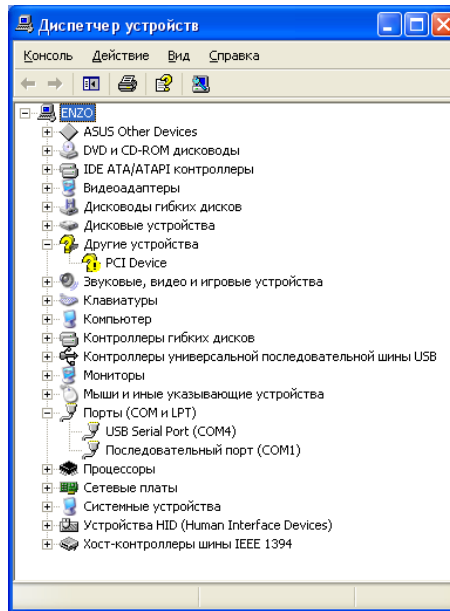 Диспетчер устройств
Консоль Действие Вид Справка
ENZO
ASUS Other Devices
DVD и CD-ROM дисководы
IDE ATA/ATAPI контроллеры
Видеоадаптеры
Дисководы гибких дисков
Дисковые устройства
Другие устройства
PCI Device
Звуковые, видео и игровые устройства
Клавиатуры
Компьютер
Контроллеры гибких дисков
Контроллеры универсальной последовательной шины USB
Мониторы
Мыши и иные указывающие устройства
Порты (COM и LPT)
USB Serial Port (COM4)
Последовательный порт (COM1)
Процессоры
Сетевые платы
Системные устройства
Устройства HID (Human Interface Devices)
Хост-контроллеры шины IEEE 1394